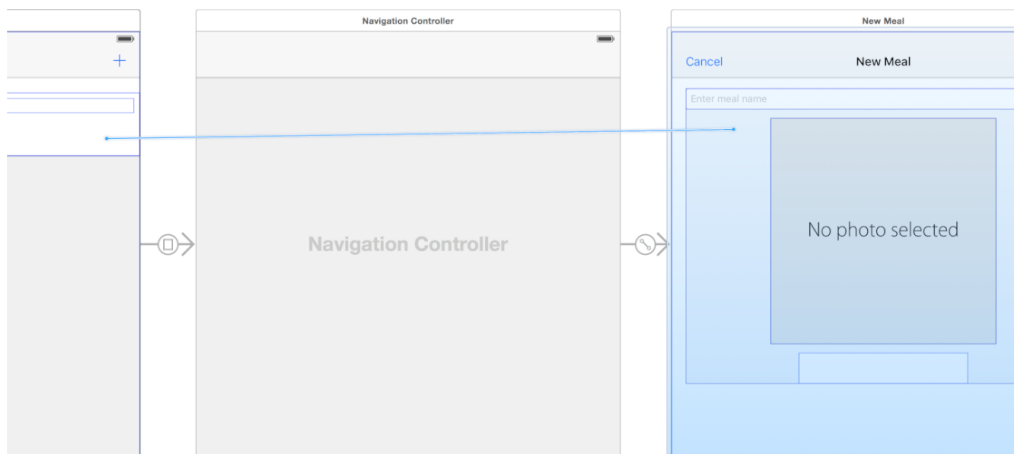 Navigation Controller
New Meal
Cancel
New Meal
Enter meal name
No photo selected
Navigation Controller